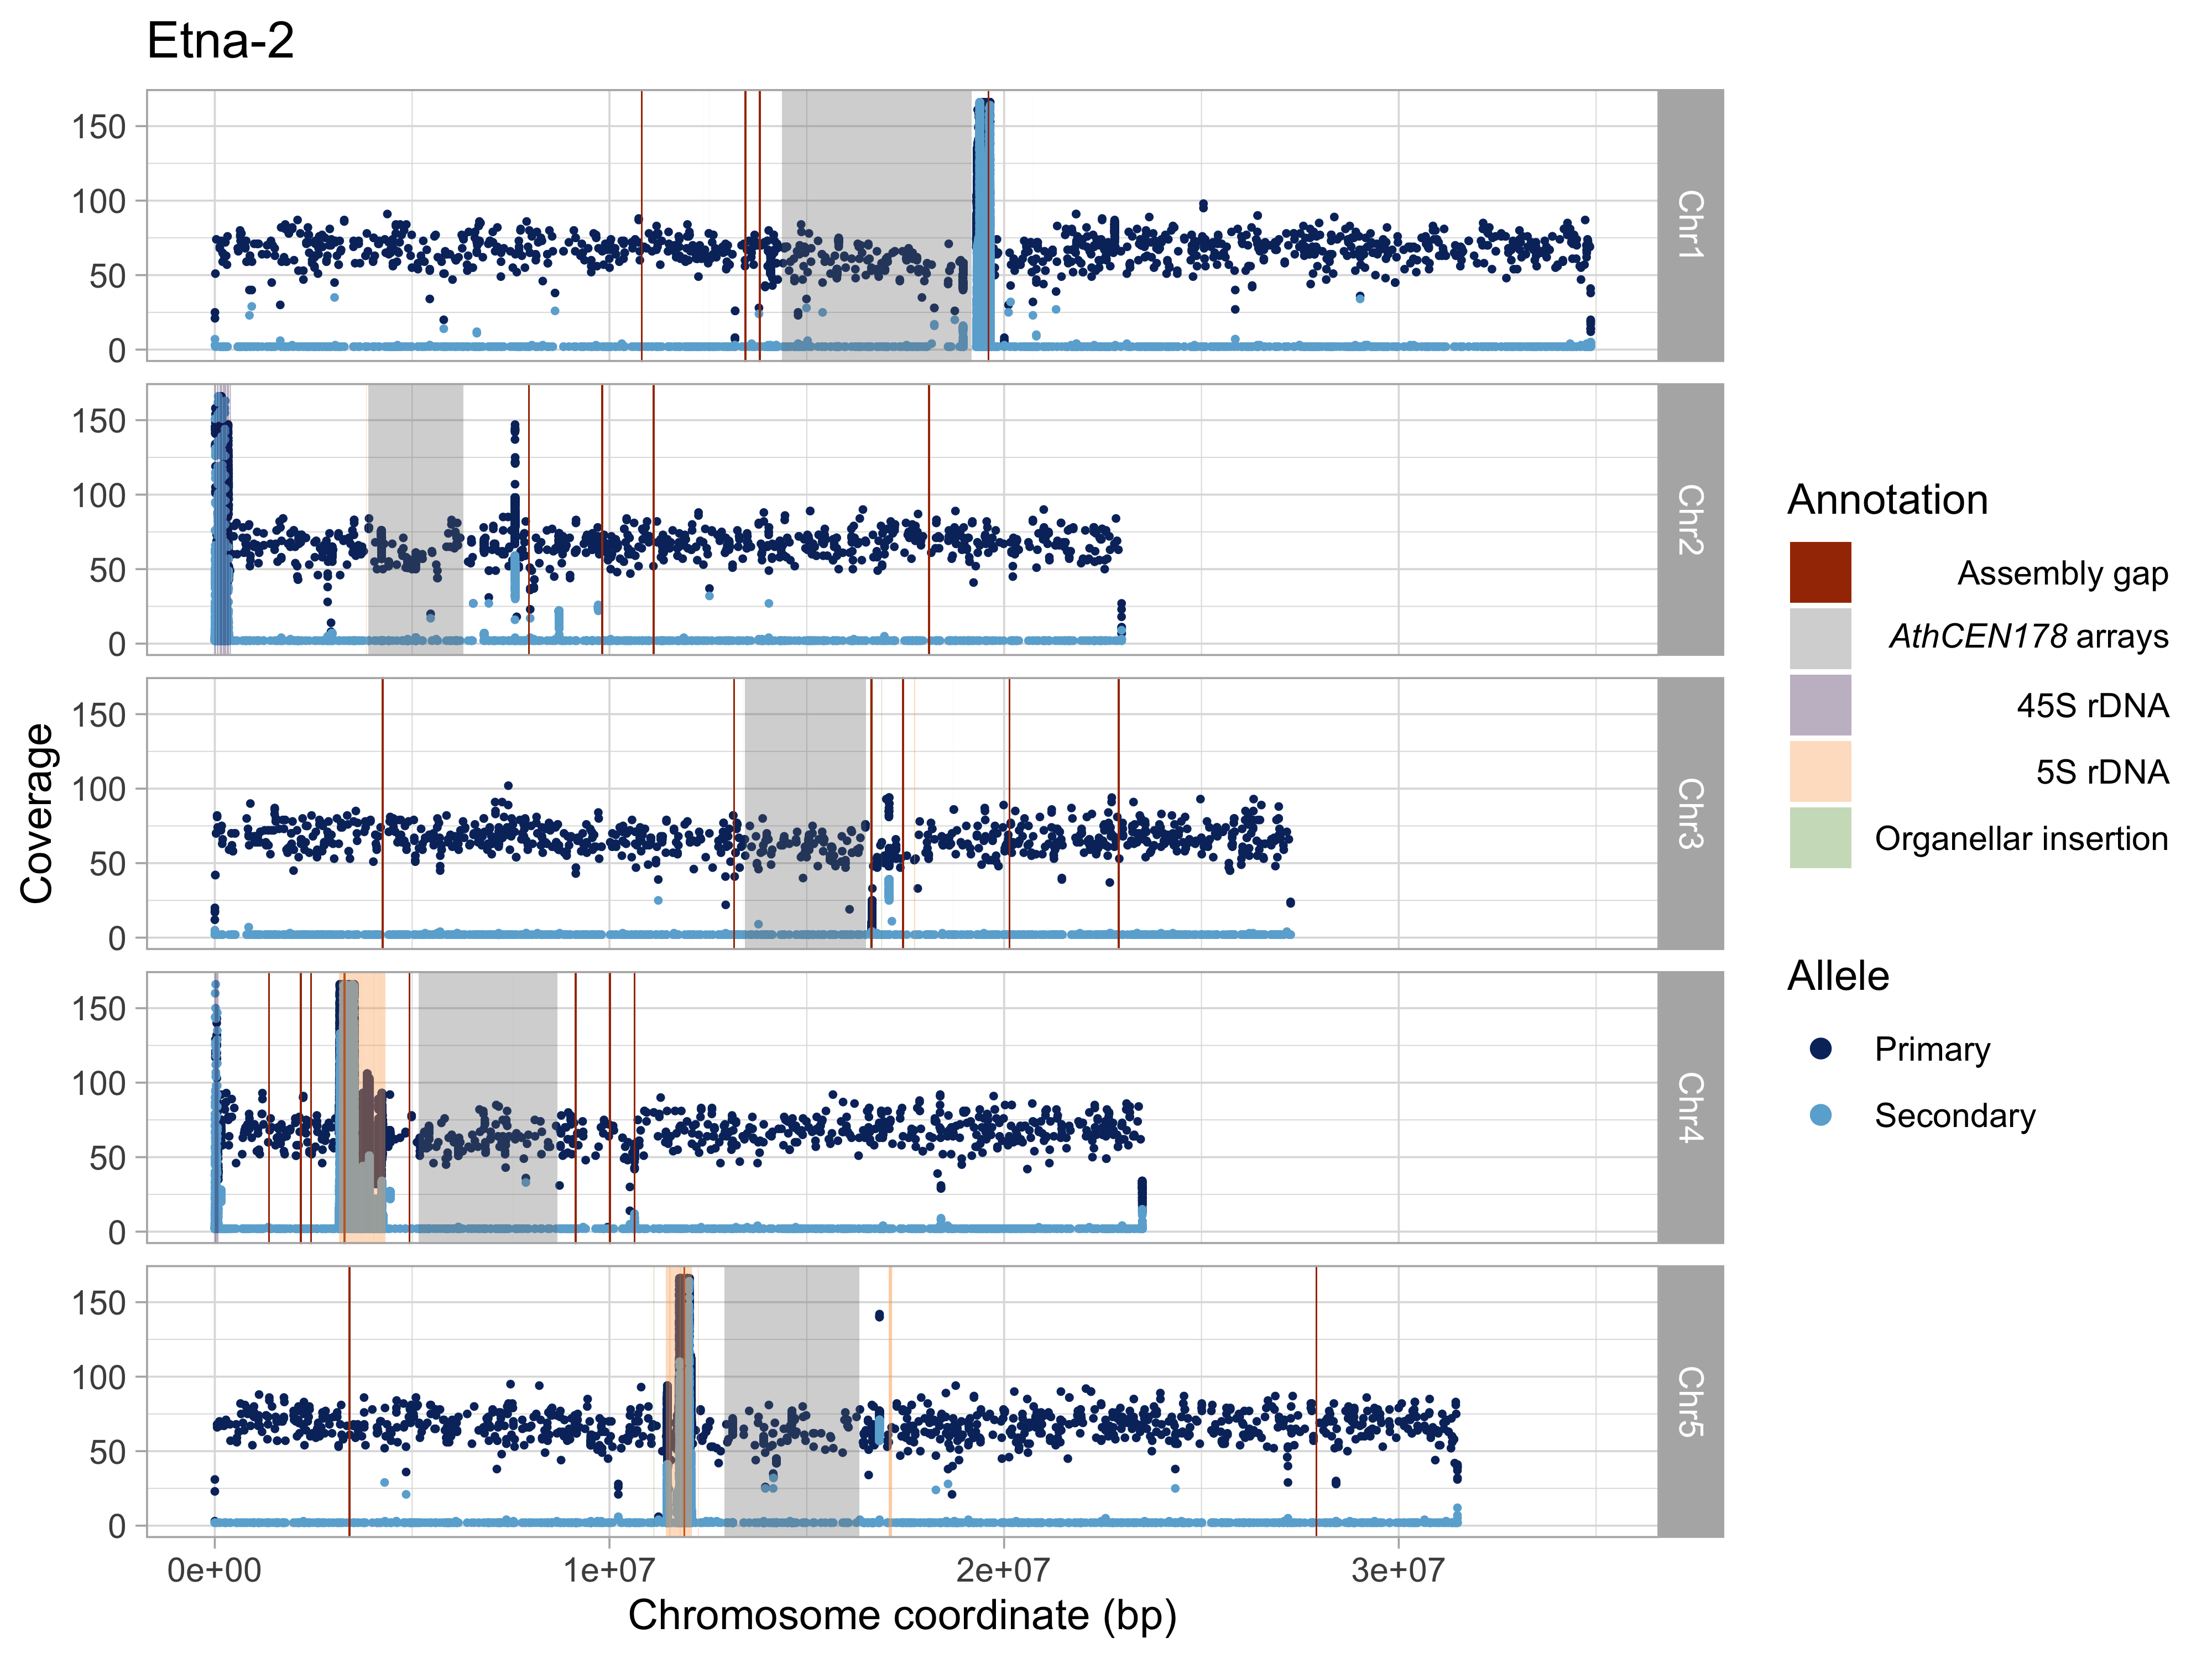 Etna-2
Coverage
150
100
50
0
Chr1
150
100
50
0
Chr2
150
100
50
0
Chr3
150
100
50
0
Chr4
150
100
50
0
Chr5
0e+00 1e+07 2e+07 3e+07
Chromosome coordinate (bp)
Annotation
Assembly gap
AthCEN178 arrays
45S rDNA
5S rDNA
Organellar insertion
Allele
Primary
Secondary